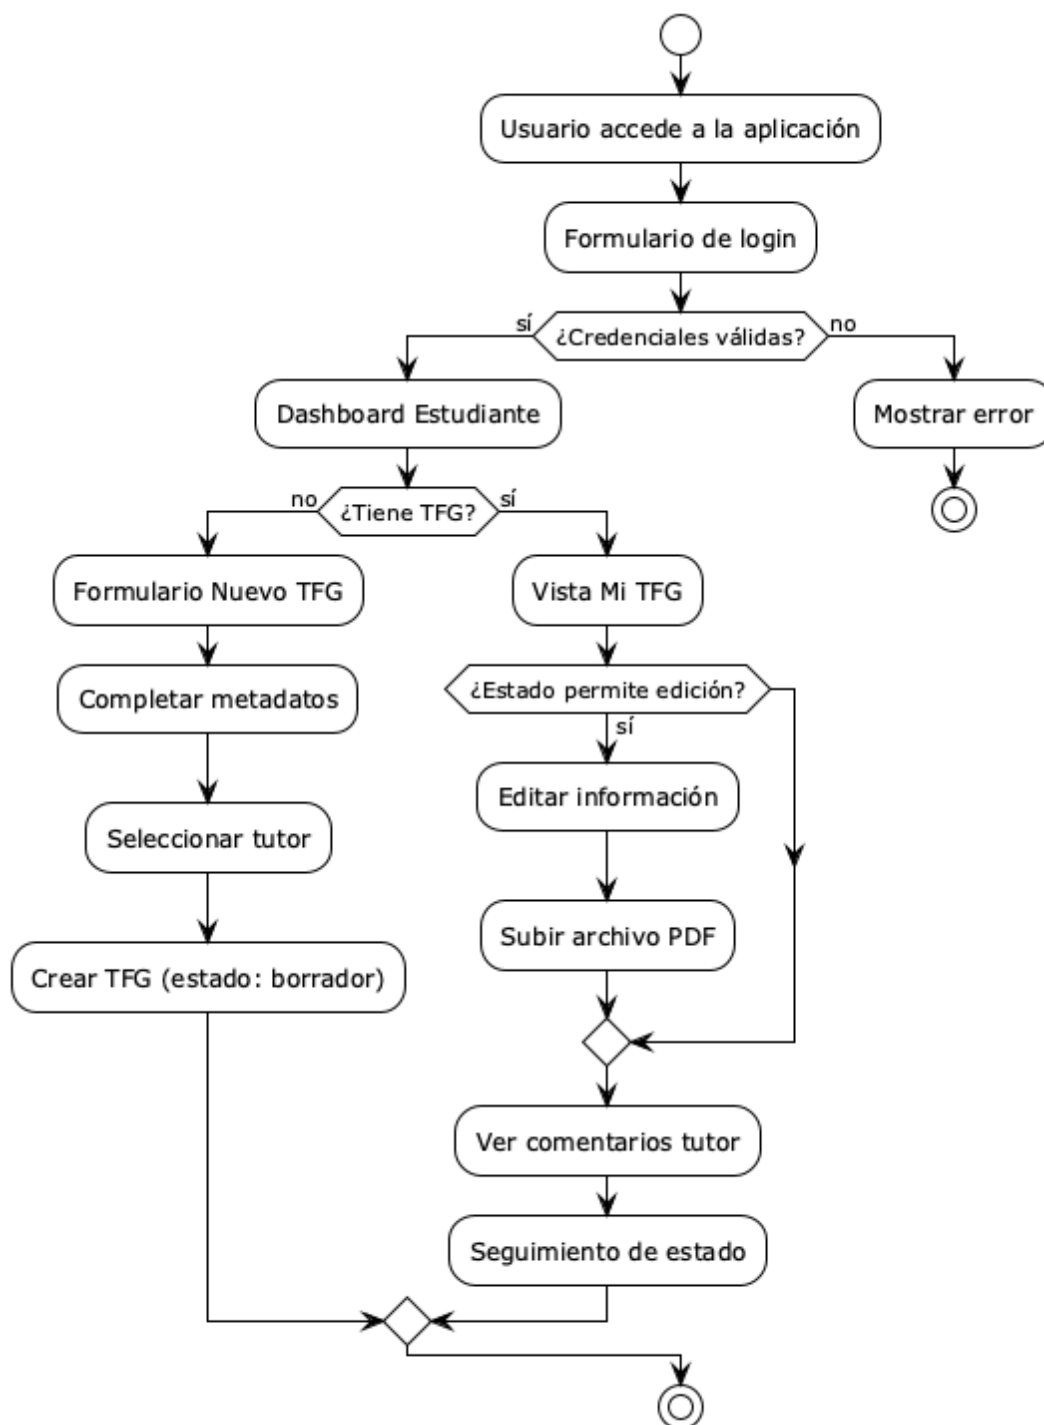 Usuario accede a la aplicación
Formulario de login
sí
¿Credenciales válidas?
no
Dashboard Estudiante
Mostrar error
no
¿Tiene TFG?
sí
Formulario Nuevo TFG
Vista Mi TFG
Completar metadatos
¿Estado permite edición?
sí
Editar información
Seleccionar tutor
Subir archivo PDF
Crear TFG (estado: borrador)
Ver comentarios tutor
Seguimiento de estado